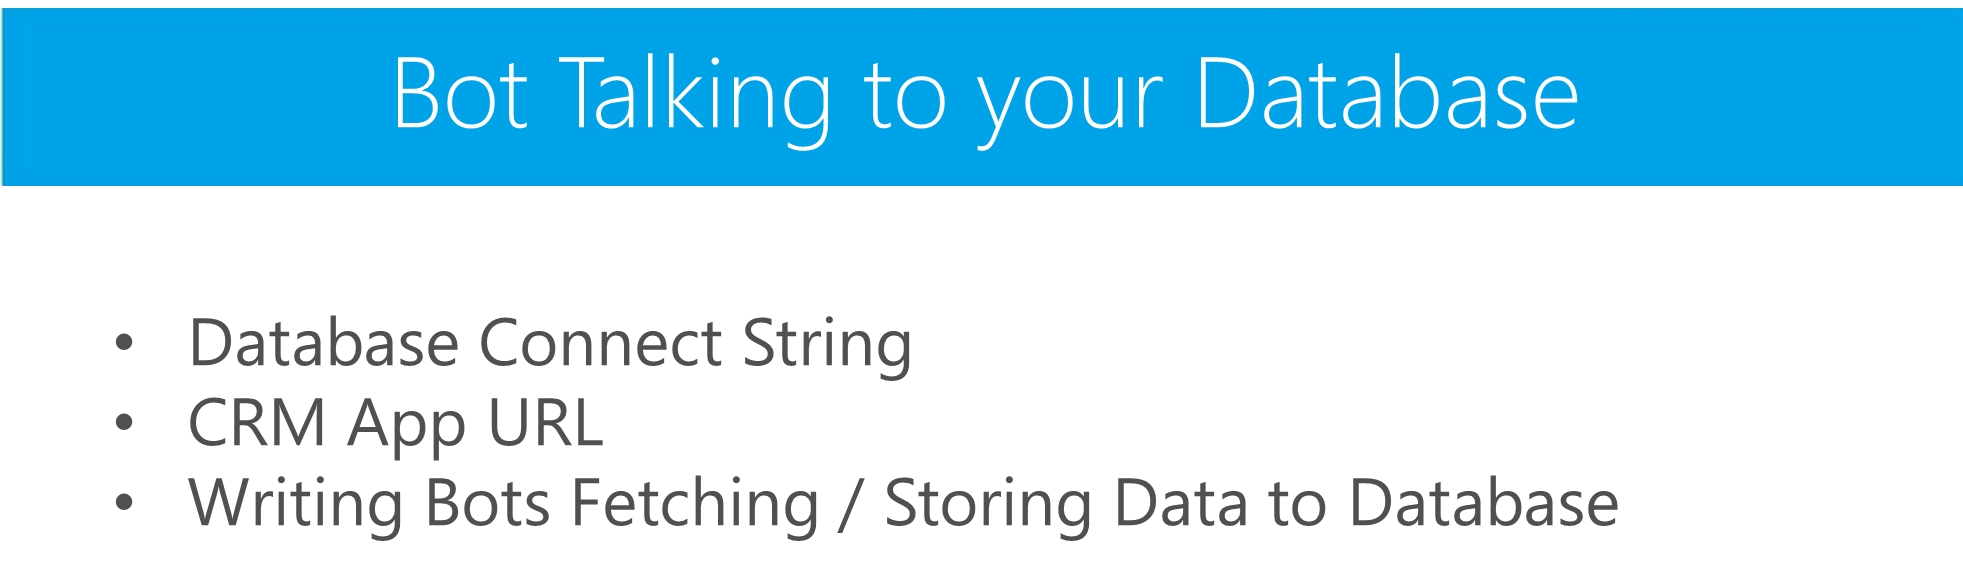 Bot Talking to your Database
• Database Connect String
• CRM App URL
• Writing Bots Fetching / Storing Data to Database